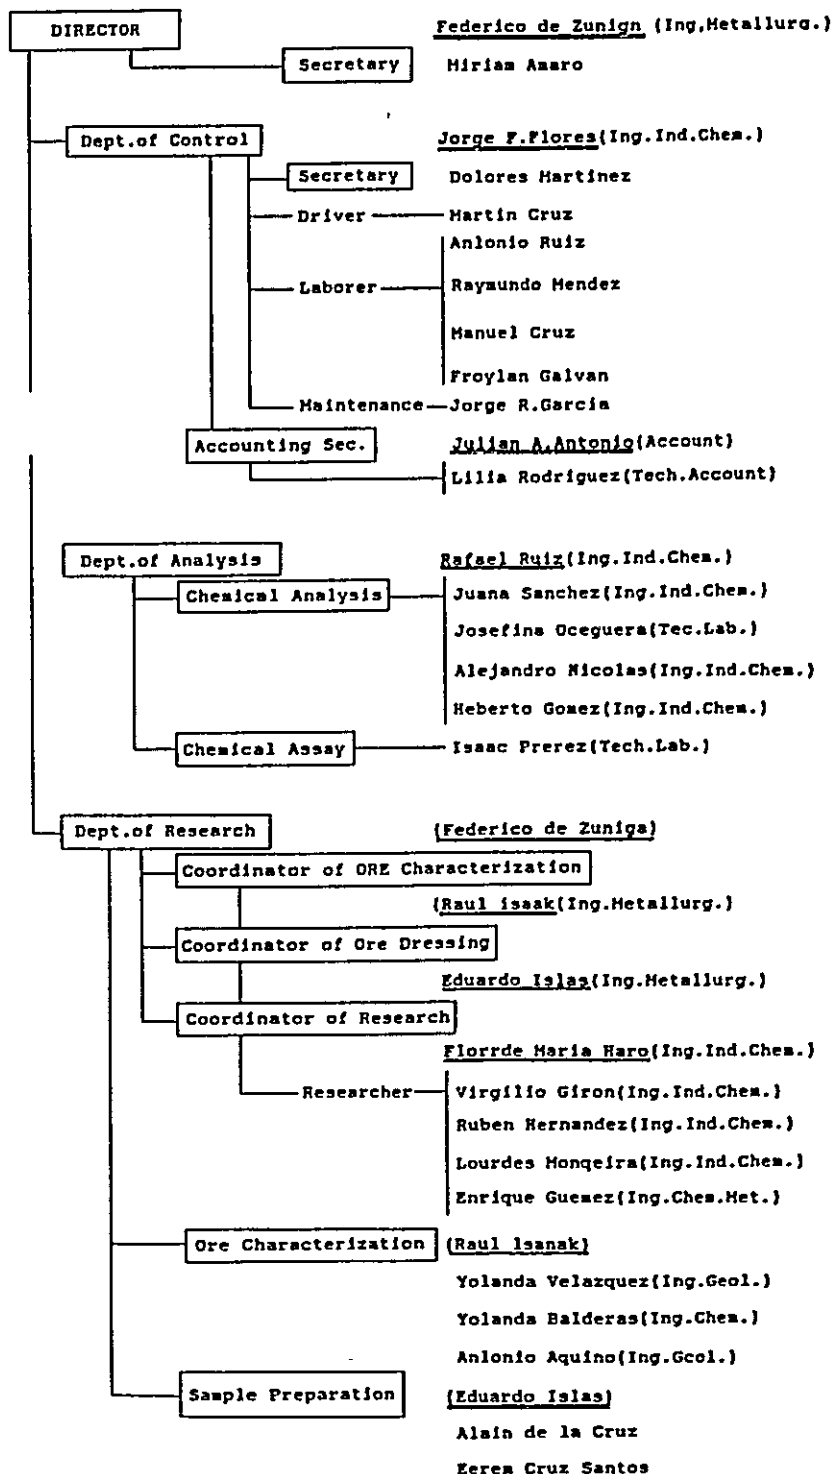 DIRECTOR Federico de Zunign (Ing,Metallurg.)
Secretary Miriam Amaro
Dept.of Control Jorge F.Flores(Ing.Ind.Chem.)
Secretary Dolores Martinez
Driver Martin Cruz
Anlonio Ruiz
Laborer Raymundo Mendez
Manuel Cruz
Froylan Galvan
Maintenance Jorge R.Garcia
Accounting Sec. Julian A.Antonio(Account)
Lilia Rodriguez(Tech.Account)
Dept.of Analysis Rafael Ruiz(Ing.Ind.Chem.)
Chemical Analysis Juana Sanchez(Ing.Ind.Chem.)
Josefina Oceguera(Tec.Lab.)
Alejandro Nicolas(Ing.Ind.Chem.)
Heberto Gomez(Ing.Ind.Chem.)
Chemical Assay Isaac Prerez(Tech.Lab.)
Dept.of Research (Federico de Zuniga)
Coordinator of ORE Characterization
(Raul isaak(Ing.Metallurg.)
Coordinator of Ore Dressing
Eduardo Islas(Ing.Metallurg.)
Coordinator of Research
Florrde Maria Haro(Ing.Ind.Chem.)
Researcher Virgilio Giron(Ing.Ind.Chem.)
Ruben Hernandez(Ing.Ind.Chem.)
Lourdes Monqeira(Ing.Ind.Chem.)
Enrique Guemez(Ing.Chem.Met.)
Ore Characterization (Raul Isanak)
Yolanda Velazquez(Ing.Geol.)
Yolanda Balderas(Ing.Chem.)
Anlonio Aquino(Ing.Gcol.)
Sample Preparation (Eduardo Islas)
Alain de la Cruz
Eerem Cruz Santos